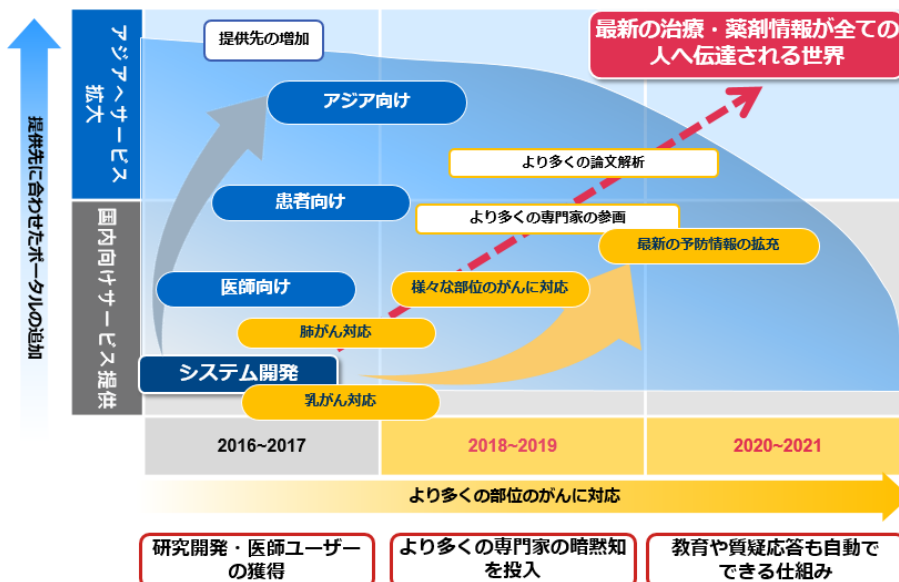 提供先に合わせたポータルの追加
アジアへサービス
拡大
国内向けサービス提供
提供先の増加
最新の治療・薬剤情報が全ての
人へ伝達される世界
アジア向け
より多くの論文解析
患者向け
より多くの専門家の参画
最新の予防情報の拡充
医師向け
様々な部位のがんに対応
肺がん対応
システム開発
乳がん対応
2016~2017
2018~2019
2020~2021
より多くの部位のがんに対応
研究開発・医師ユーザー
の獲得
より多くの専門家の暗黙知
を投入
教育や質疑応答も自動で
できる仕組み